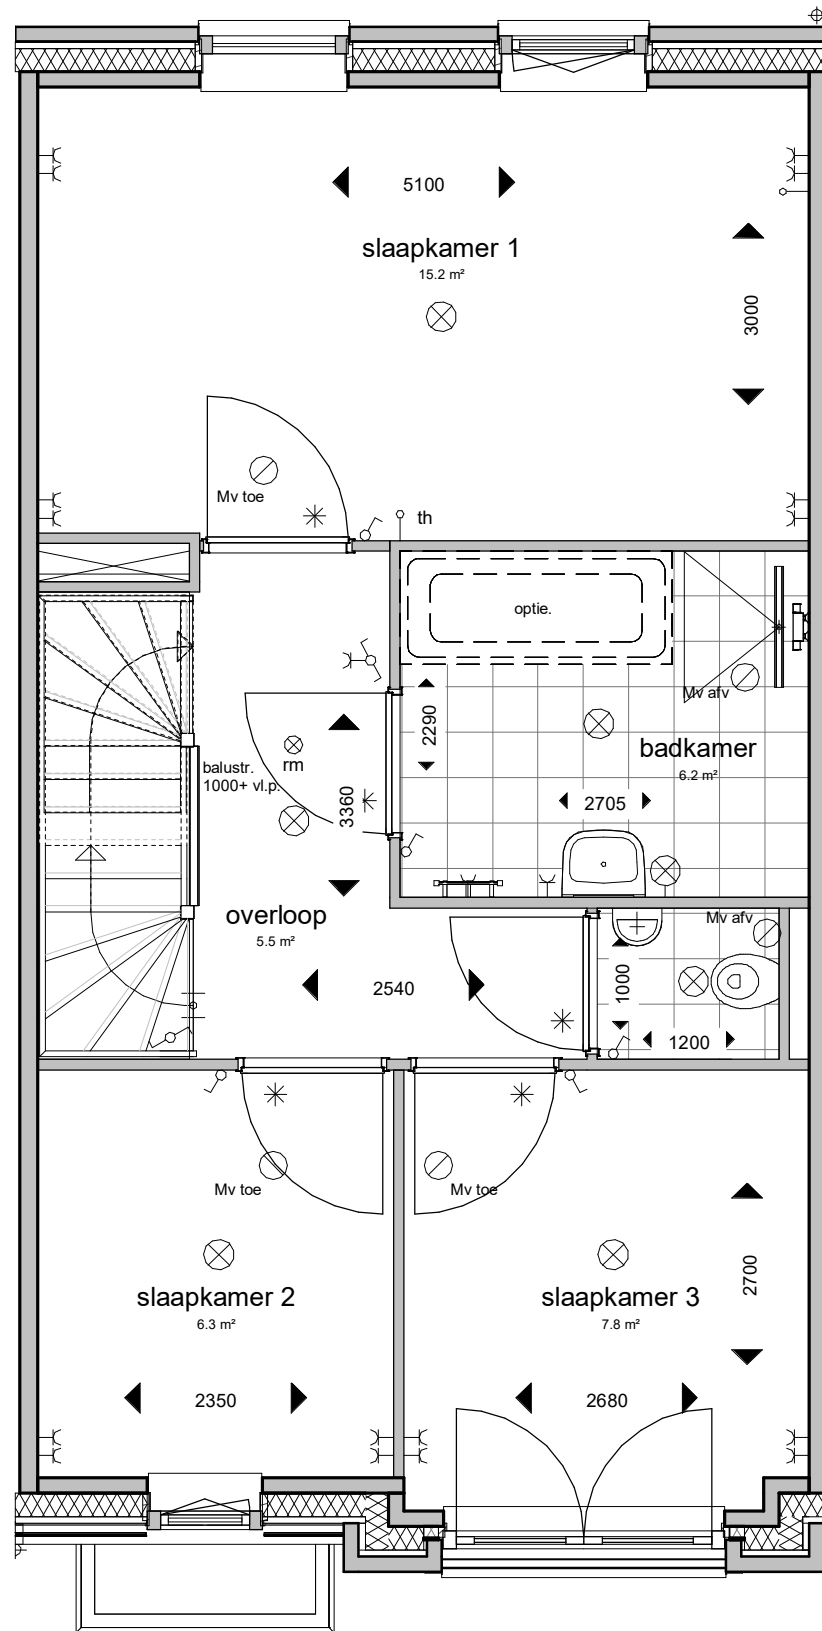 5100
slaapkamer 1
15.2 m²
3000
Mv toe
th
optie.
Mv afv
2290
badkamer
6.2 m²
rm
balustr.
1000+ vl.p.
3360
2705
overloop
5.5 m²
Mv afv
2540
1000
1200
Mv toe
Mv toe
2700
slaapkamer 2
6.3 m²
slaapkamer 3
7.8 m²
2350
2680